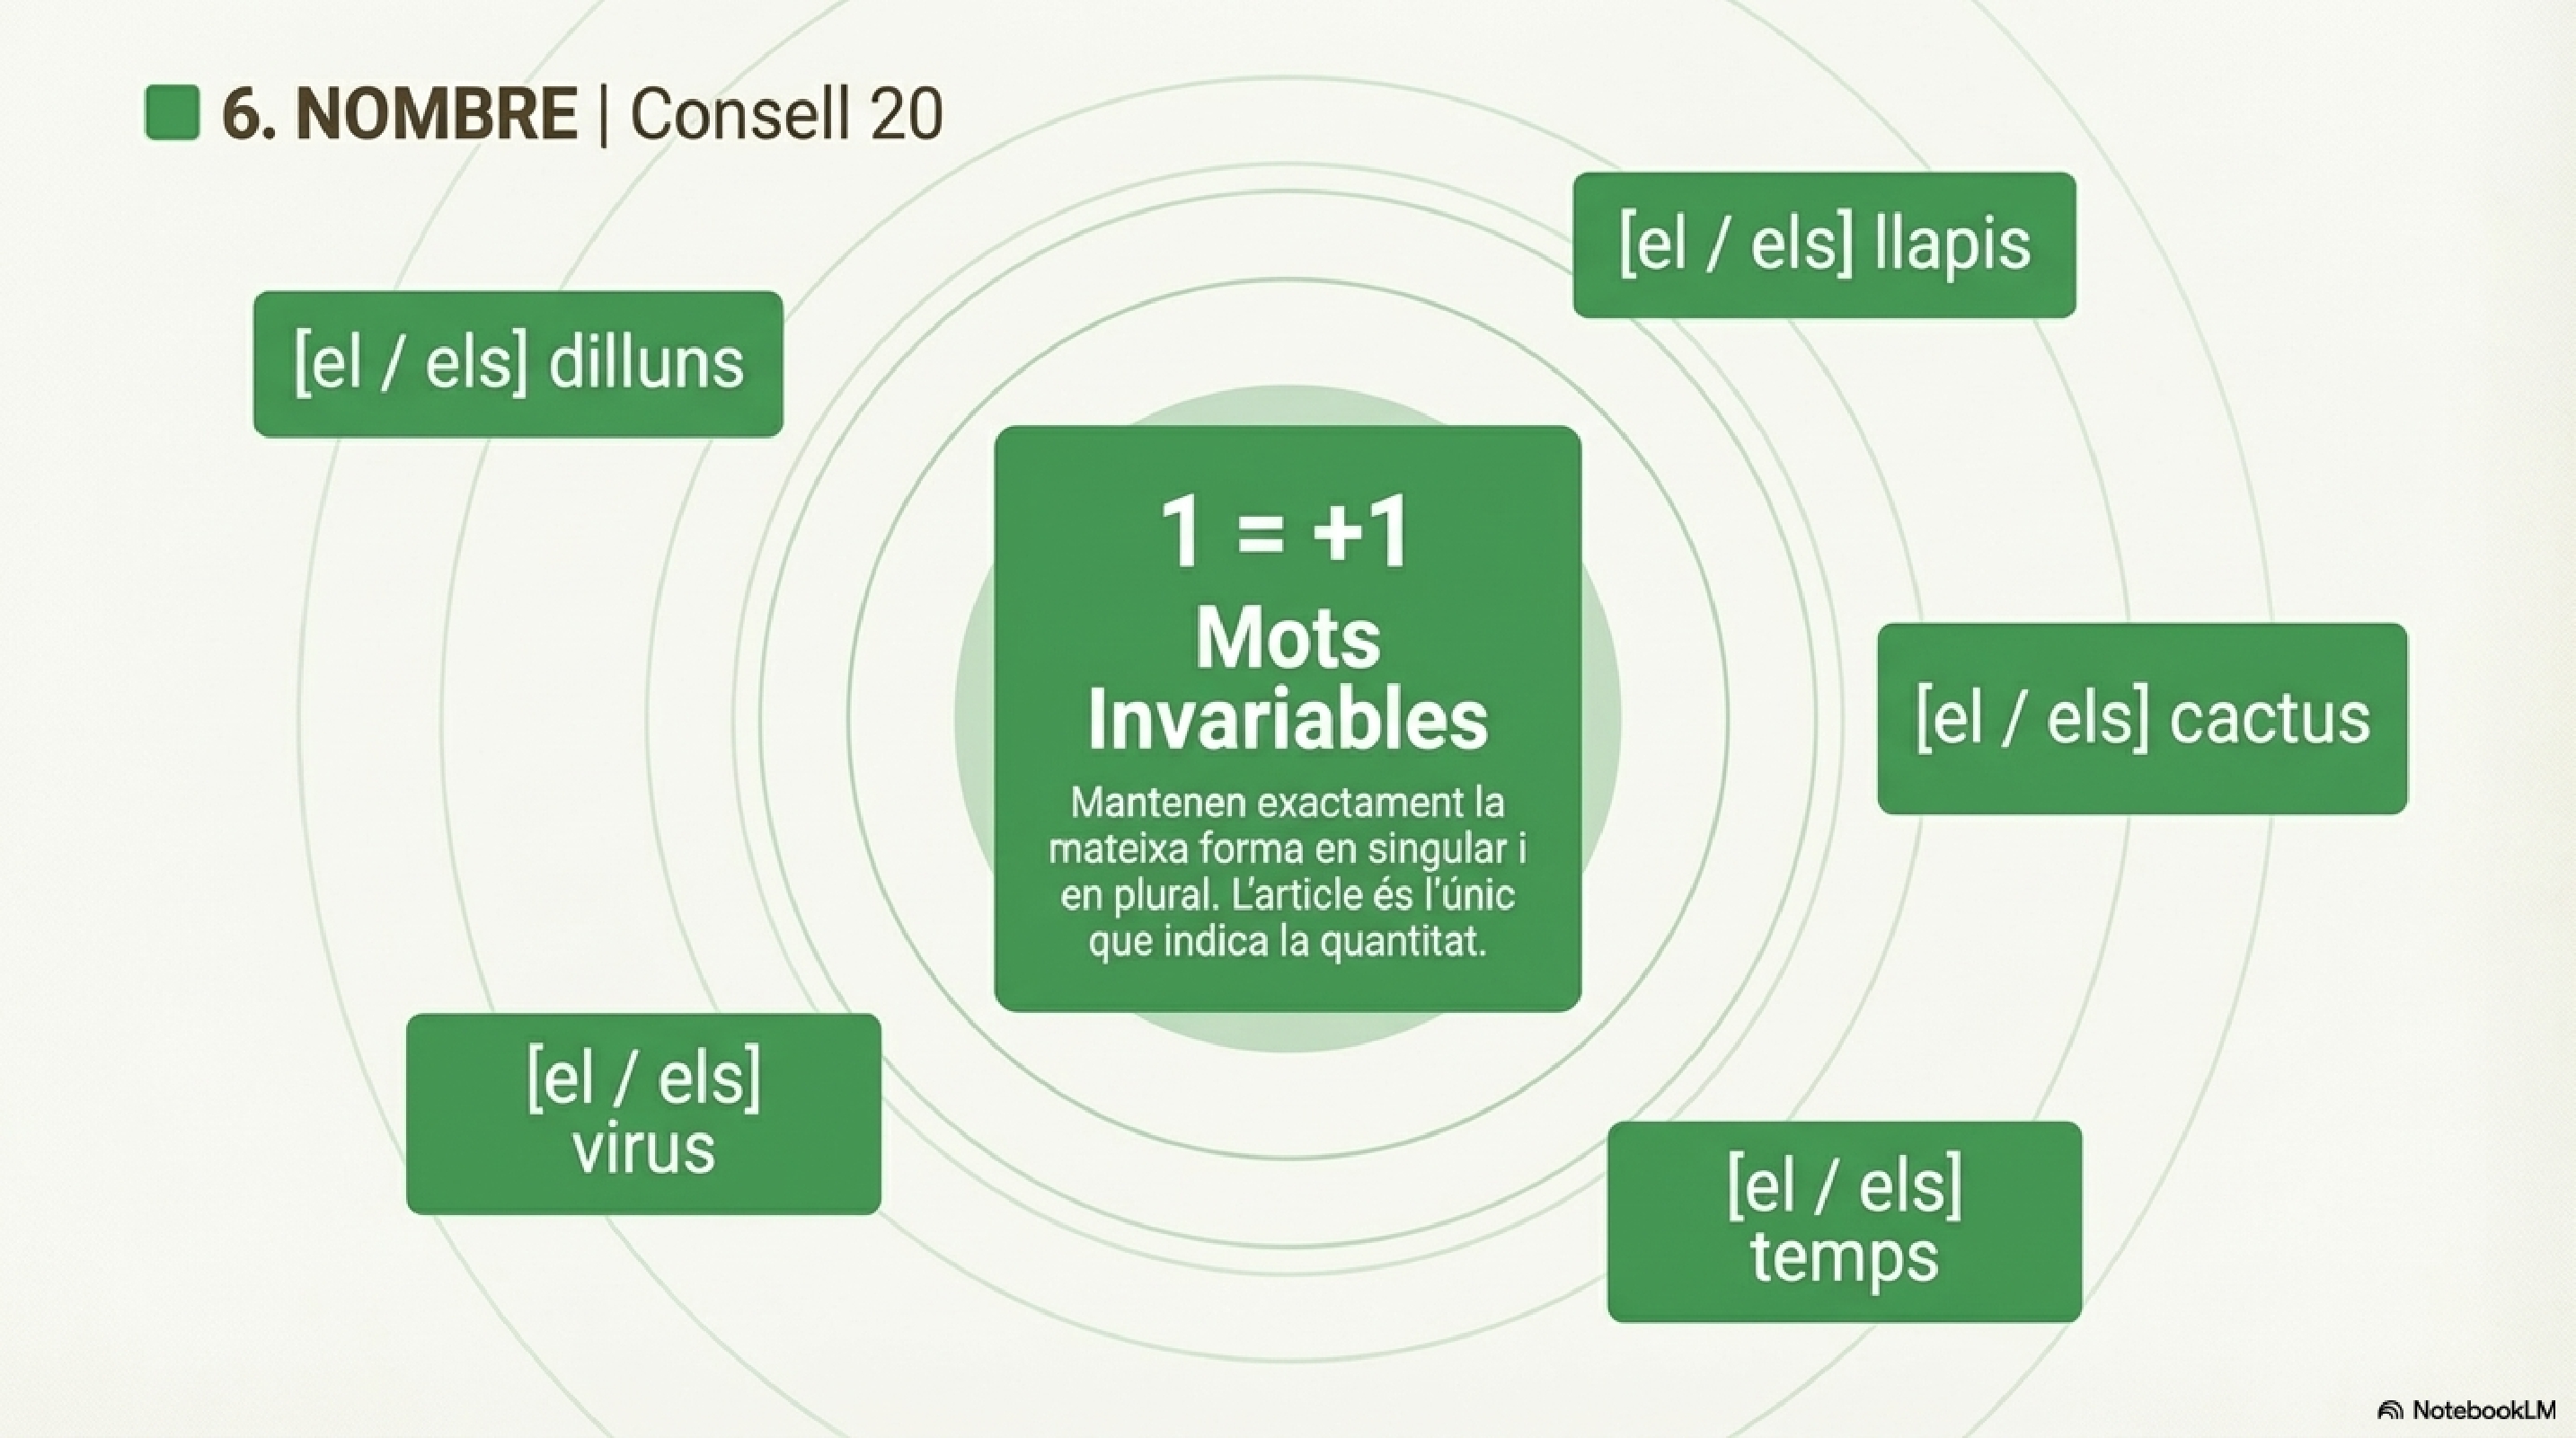 6. NOMBRE | Consell 20
[el / els] llapis
[el / els] dilluns
1 = +1
Mots
Invariables
Mantenen exactament la
mateixa forma en singular i
en plural. L'article és l'únic
que indica la quantitat.
[el / els] cactus
[el / els]
virus
[el / els]
temps
NotebookLM